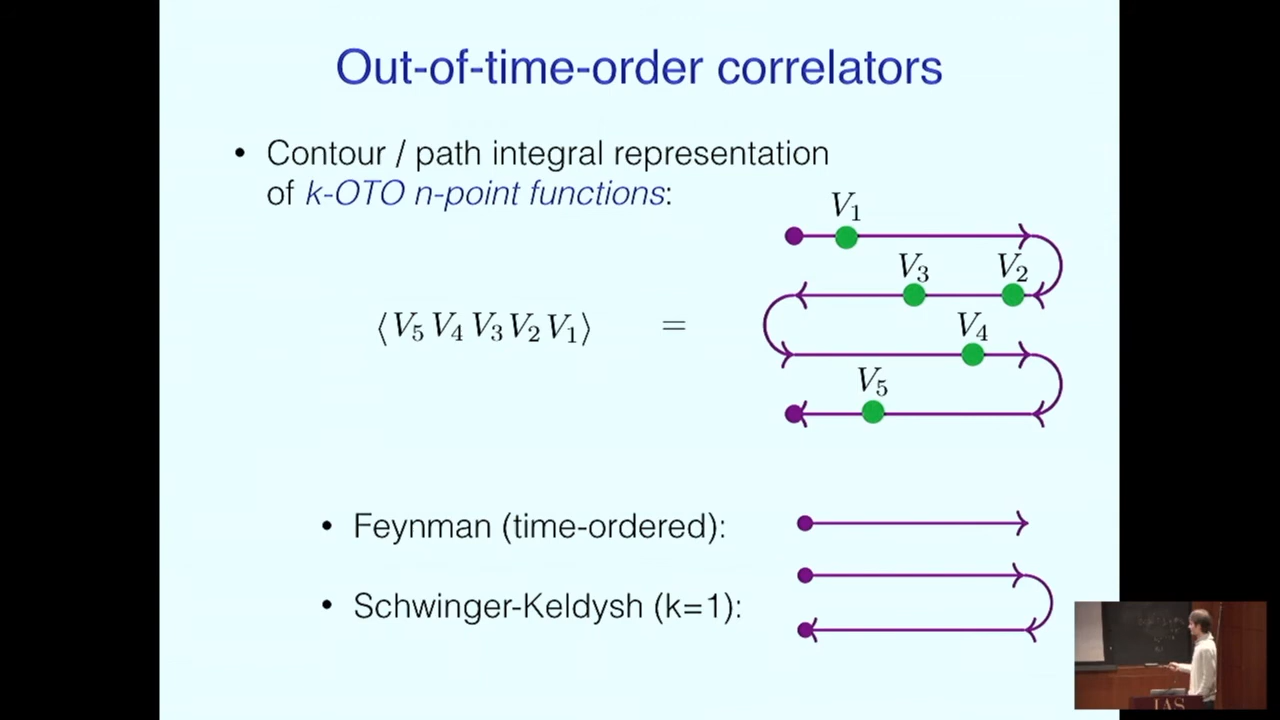 Out-of-time-order correlators
• Contour / path integral representation
of k-OTO n-point functions:
V₁
V₃ V₂
⟨V₅ V₄ V₃ V₂ V₁⟩ =
V₄
V₅
• Feynman (time-ordered):
• Schwinger-Keldysh (k=1):
IAS